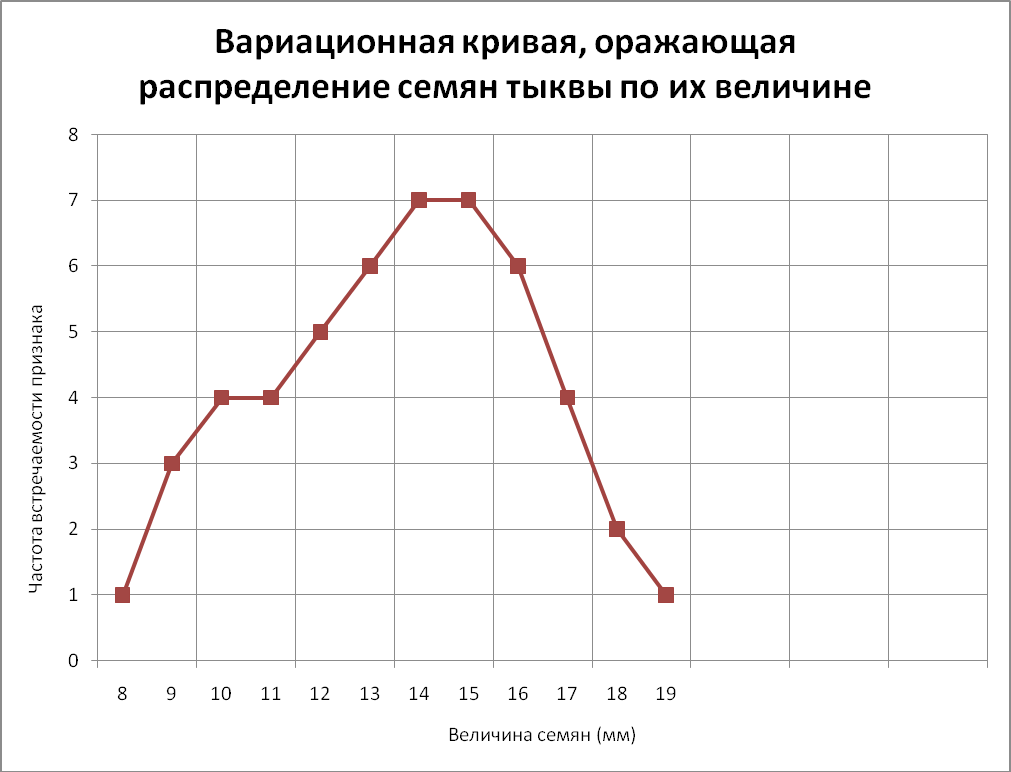 Вариационная кривая, оражающая
распределение семян тыквы по их величине
8
7
6
5
4
3
2
1
0
Частота встречаемости признака
8 9 10 11 12 13 14 15 16 17 18 19
Величина семян (мм)